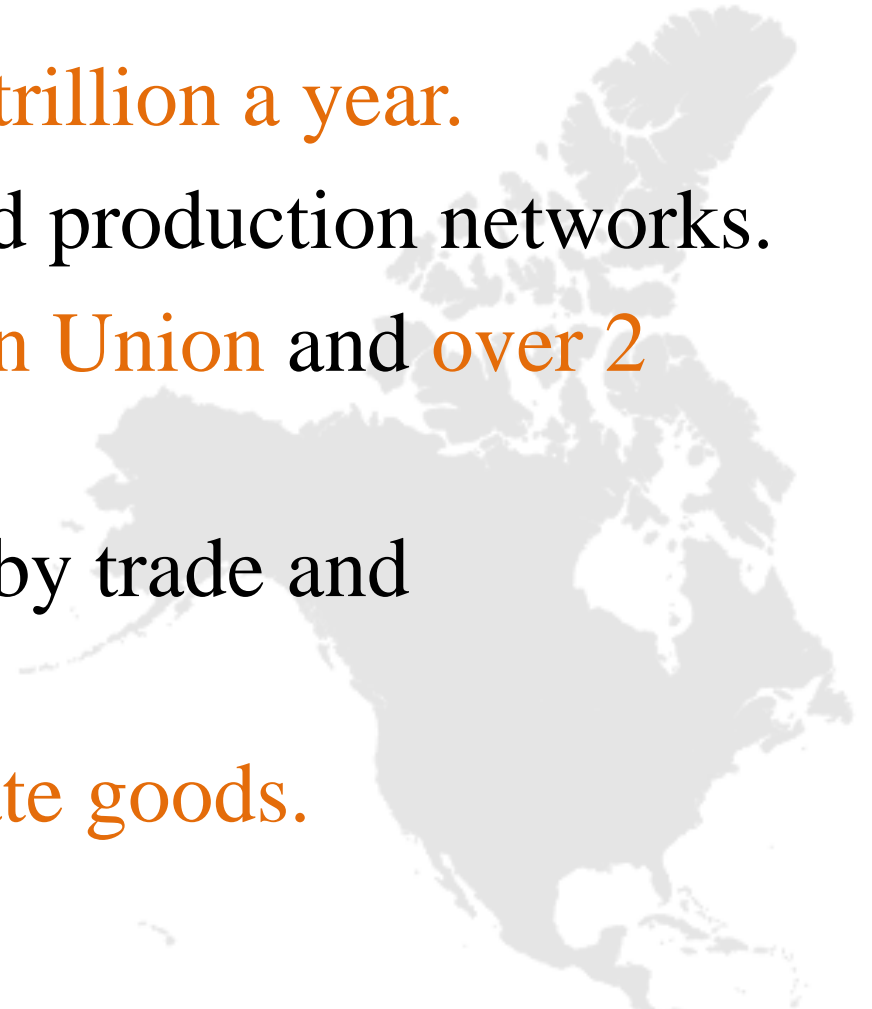 trillion a year.
d production networks.
n Union and over 2
by trade and
te goods.